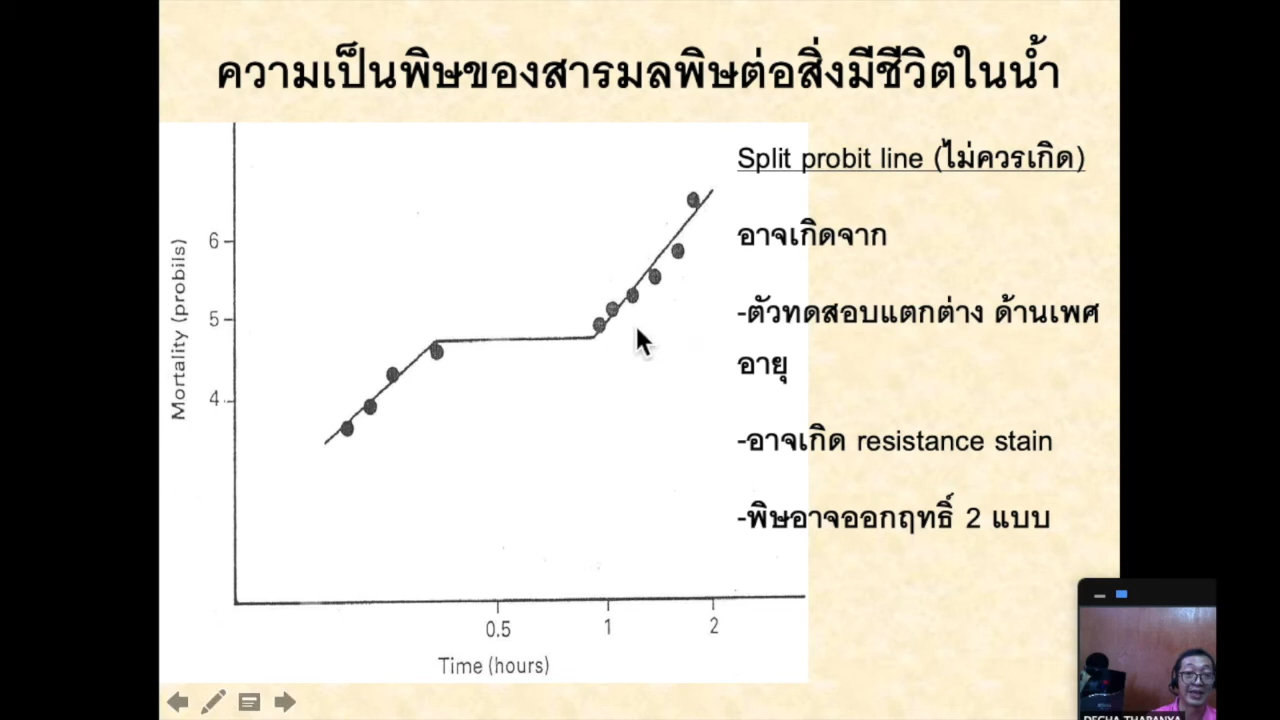 ความเป็นพิษของสารมลพิษต่อสิ่งมีชีวิตในน้ำ
Split probit line (ไม่ควรเกิด)
อาจเกิดจาก
-ตัวทดสอบแตกต่าง ด้านเพศ
อายุ
-อาจเกิด resistance stain
-พิษอาจออกฤทธิ์ 2 แบบ
Mortality (probils)
6
5
4
0.5
1
2
Time (hours)
DECHA THAPANYA